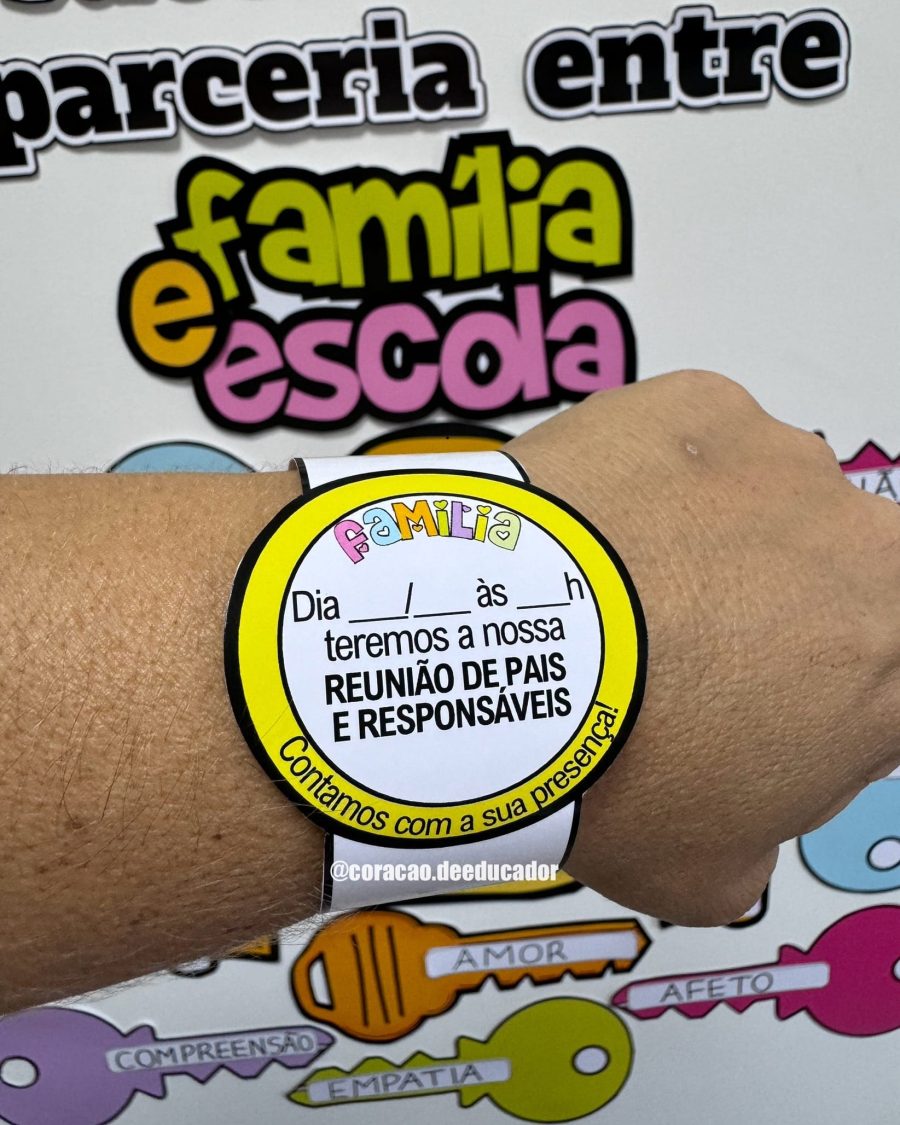 parceria entre
família
e
escola
FAMILIA
Dia ___/___ às ___h
teremos a nossa
REUNIÃO DE PAIS
E RESPONSÁVEIS
Contamos com a sua presença!
@coracao.deeducador
AMOR
AFETO
COMPREENSÃO
EMPATIA